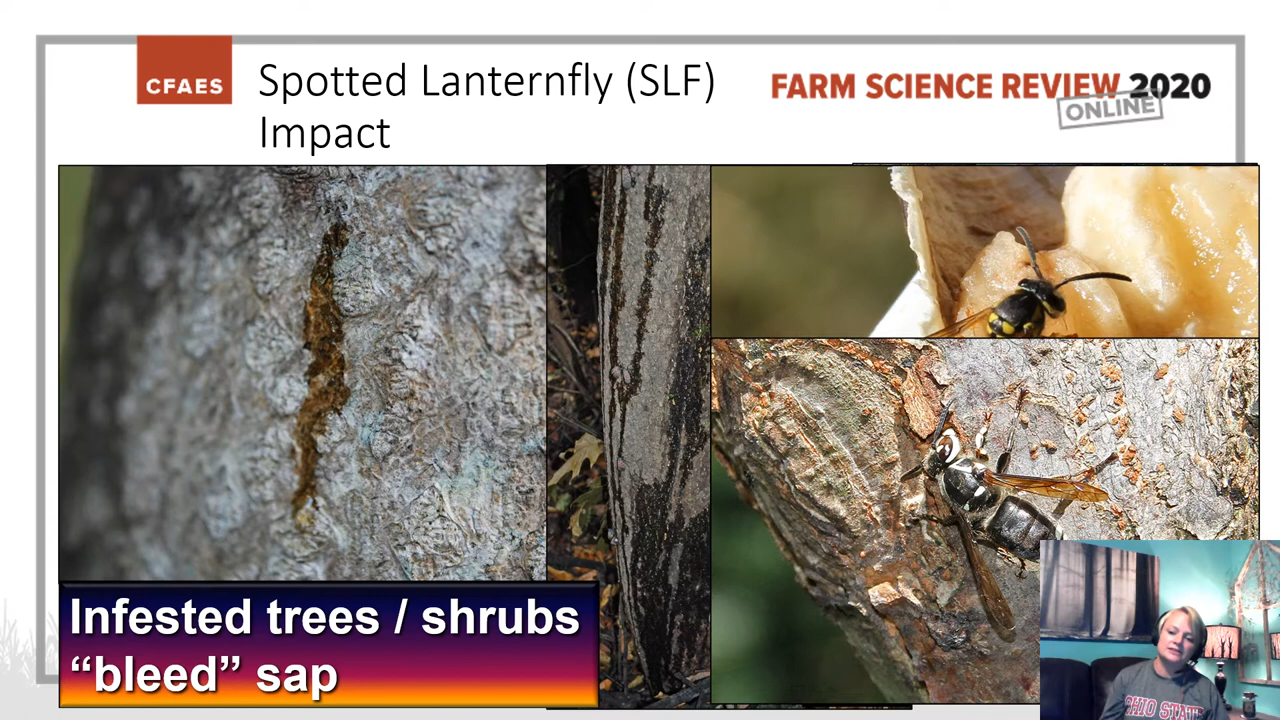 CFAES
Spotted Lanternfly (SLF)
Impact
FARM SCIENCE REVIEW 2020
ONLINE
Infested trees / shrubs
“bleed” sap
OHIO STATE